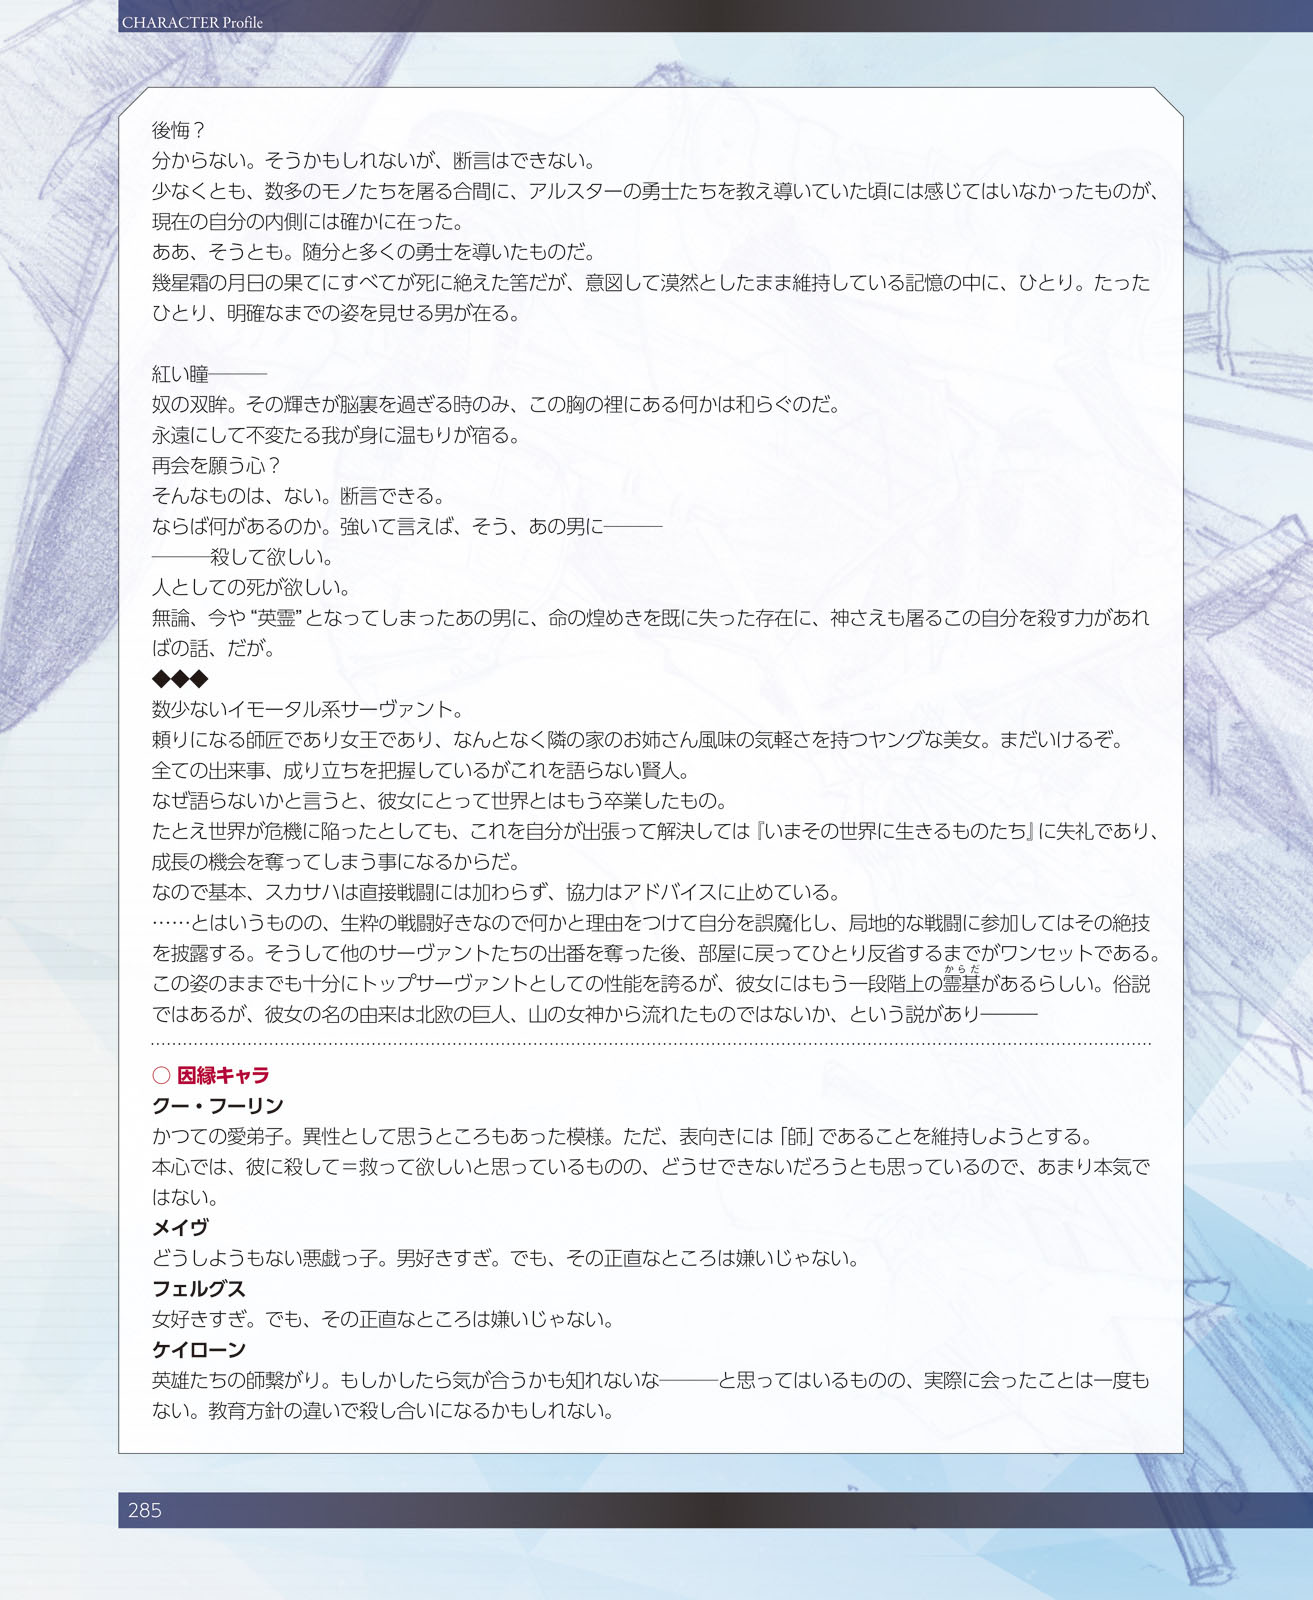 CHARACTER Profile
後悔？
分からない。そうかもしれないが、断言はできない。
少なくとも、数多のモノたちを屠る合間に、アルスターの勇士たちを教え導いていた頃には感じてはいなかったものが、
現在の自分の内側には確かに在った。
ああ、そうとも。随分と多くの勇士を導いたものだ。
幾星霜の月日の果てにすべてが死に絶えた筈だが、意図して漠然としたまま維持している記憶の中に、ひとり。たった
ひとり、明確なまでの姿を見せる男が在る。
紅い瞳―――
奴の双眸。その輝きが脳裏を過ぎる時のみ、この胸の裡にある何かは和らぐのだ。
永遠にして不変たる我が身に温もりが宿る。
再会を願う心？
そんなものは、ない。断言できる。
ならば何があるのか。強いて言えば、そう、あの男に―――
―――殺して欲しい。
人としての死が欲しい。
無論、今や“英霊”となってしまったあの男に、命の煌めきを既に失った存在に、神さえも屠るこの自分を殺す力があれ
ばの話、だが。
◆◆◆
数少ないイモータル系サーヴァント。
頼りになる師匠であり女王であり、なんとなく隣の家のお姉さん風味の気軽さを持つヤングな美女。まだいけるぞ。
全ての出来事、成り立ちを把握しているがこれを語らない賢人。
なぜ語らないかと言うと、彼女にとって世界とはもう卒業したもの。
たとえ世界が危機に陥ったとしても、これを自分が出張って解決しては『いまその世界に生きるものたち』に失礼であり、
成長の機会を奪ってしまう事になるからだ。
なので基本、スカサハは直接戦闘には加わらず、協力はアドバイスに止めている。
……とはいうものの、生粋の戦闘好きなので何かと理由をつけて自分を誤魔化し、局地的な戦闘に参加してはその絶技
を披露する。そうして他のサーヴァントたちの出番を奪った後、部屋に戻ってひとり反省するまでがワンセットである。
からだ
この姿のままでも十分にトップサーヴァントとしての性能を誇るが、彼女にはもう一段階上の霊基があるらしい。俗説
ではあるが、彼女の名の由来は北欧の巨人、山の女神から流れたものではないか、という説があり―――
○ 因縁キャラ
クー・フーリン
かつての愛弟子。異性として思うところもあった模様。ただ、表向きには「師」であることを維持しようとする。
本心では、彼に殺して＝救って欲しいと思っているものの、どうせできないだろうとも思っているので、あまり本気で
はない。
メイヴ
どうしようもない悪戯っ子。男好きすぎ。でも、その正直なところは嫌いじゃない。
フェルグス
女好きすぎ。でも、その正直なところは嫌いじゃない。
ケイローン
英雄たちの師繋がり。もしかしたら気が合うかも知れないな―――と思ってはいるものの、実際に会ったことは一度も
ない。教育方針の違いで殺し合いになるかもしれない。
285